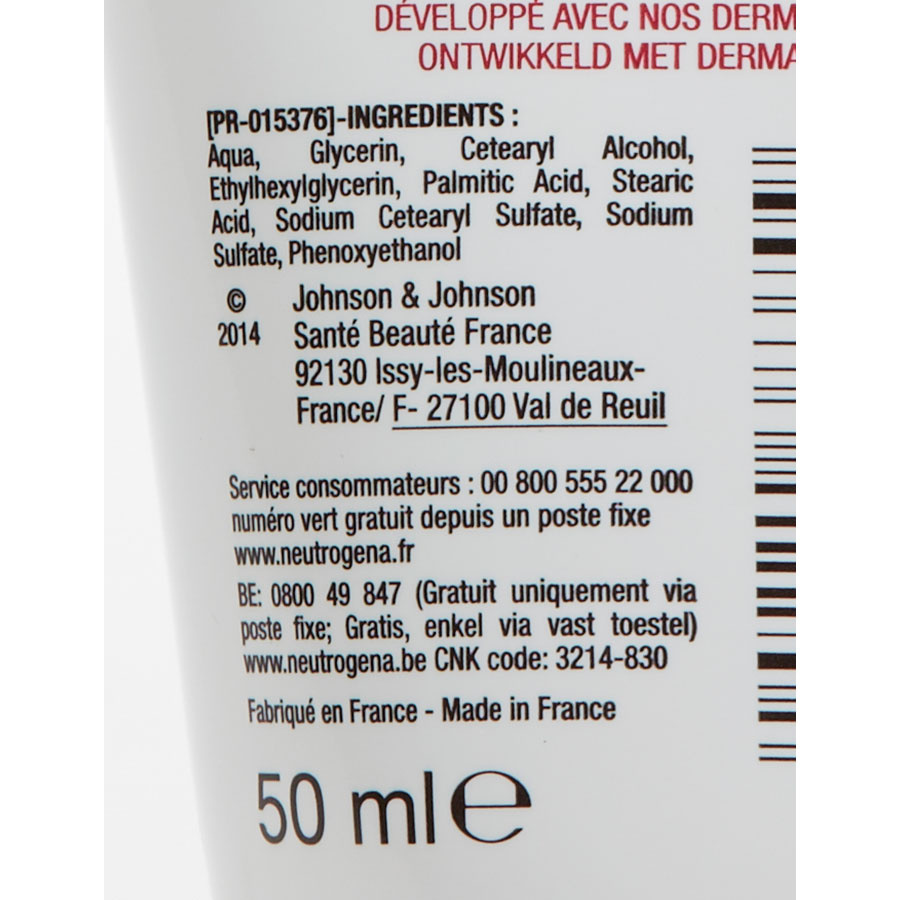 DÉVELOPPÉ AVEC NOS DERM
ONTWIKKELD MET DERMA
[PR-015376]-INGREDIENTS :
Aqua, Glycerin, Cetearyl Alcohol,
Ethylhexylglycerin, Palmitic Acid, Stearic
Acid, Sodium Cetearyl Sulfate, Sodium
Sulfate, Phenoxyethanol
© Johnson & Johnson
2014 Santé Beauté France
92130 Issy-les-Moulineaux-
France/ F- 27100 Val de Reuil
Service consommateurs : 00 800 555 22 000
numéro vert gratuit depuis un poste fixe
www.neutrogena.fr
BE: 0800 49 847 (Gratuit uniquement via
poste fixe; Gratis, enkel via vast toestel)
www.neutrogena.be CNK code: 3214-830
Fabriqué en France - Made in France
50 ml ℮